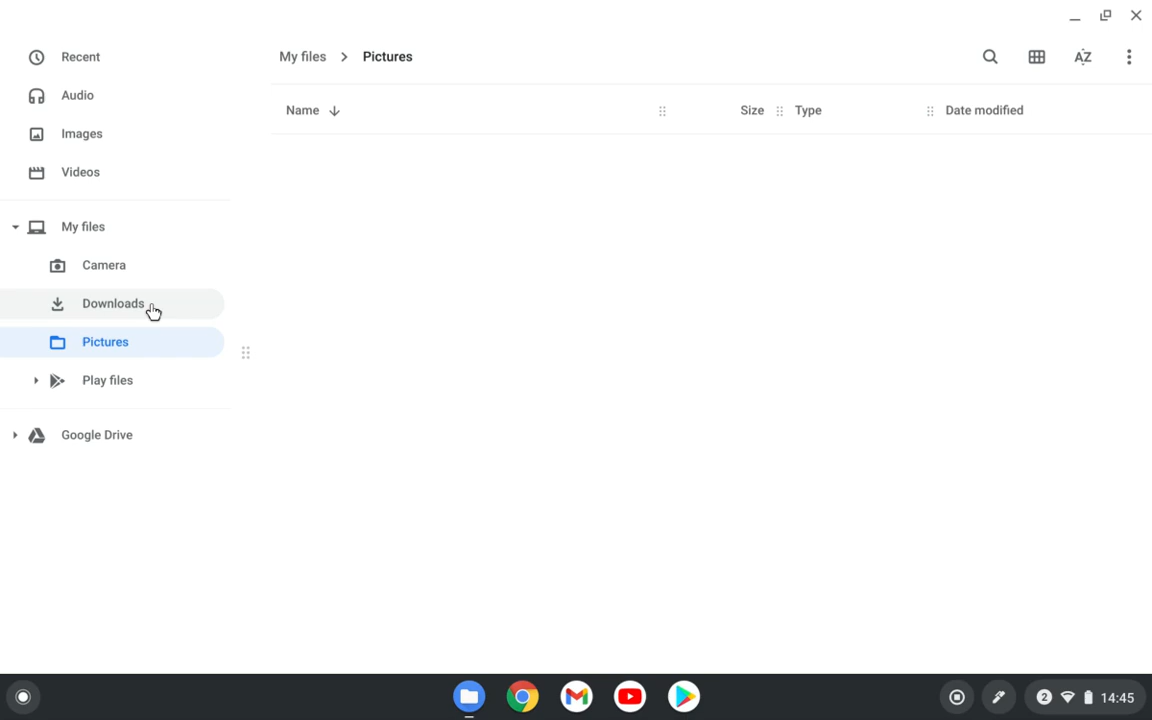 Recent
Audio
Images
Videos
My files
Camera
Downloads
Pictures
Play files
Google Drive
My files Pictures
AZ
Name Size Type Date modified
2 14:45